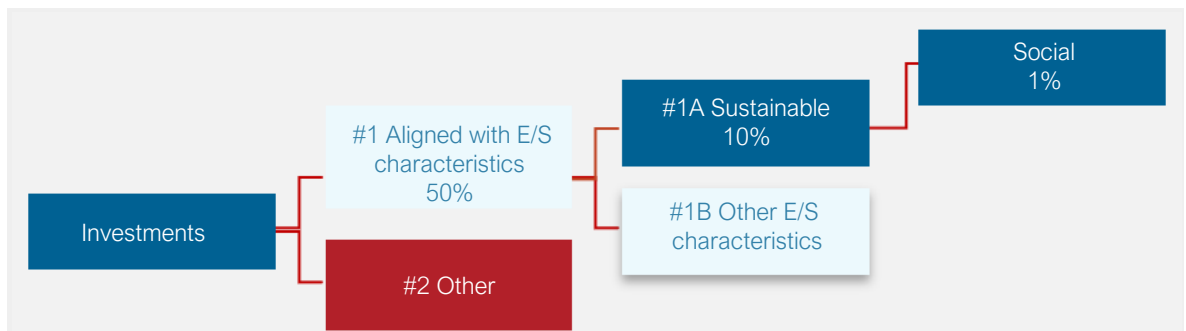 Social
1%
#1A Sustainable
10%
#1 Aligned with E/S
characteristics
50%
#1B Other E/S
characteristics
Investments
#2 Other